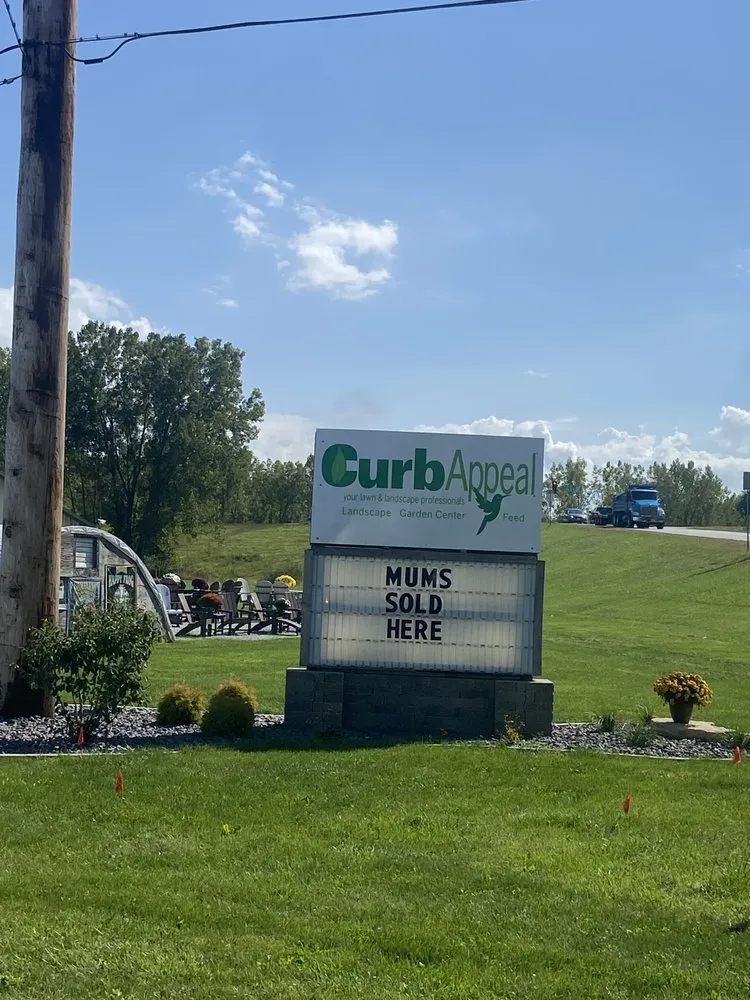 CurbAppeal
your lawn & landscape professionals
Landscape Garden Center Feed
MUMS
SOLD
HERE